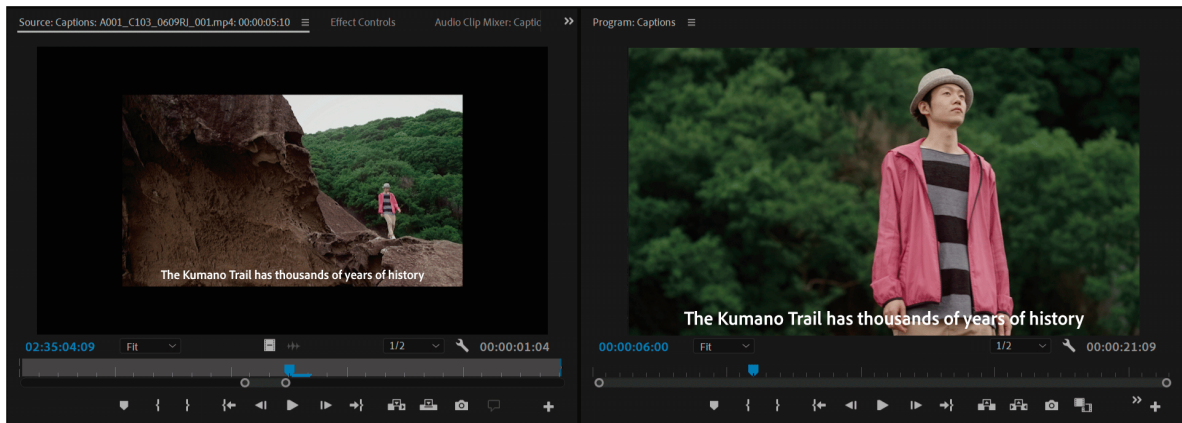 Source: Captions: A001_C103_0609RJ_001.mp4: 00:00:05:10
Effect Controls
Audio Clip Mixer: Captic
The Kumano Trail has thousands of years of history
02:35:04:09
Fit
1/2
00:00:01:04
Program: Captions
The Kumano Trail has thousands of years of history
00:00:06:00
Fit
1/2
00:00:21:09